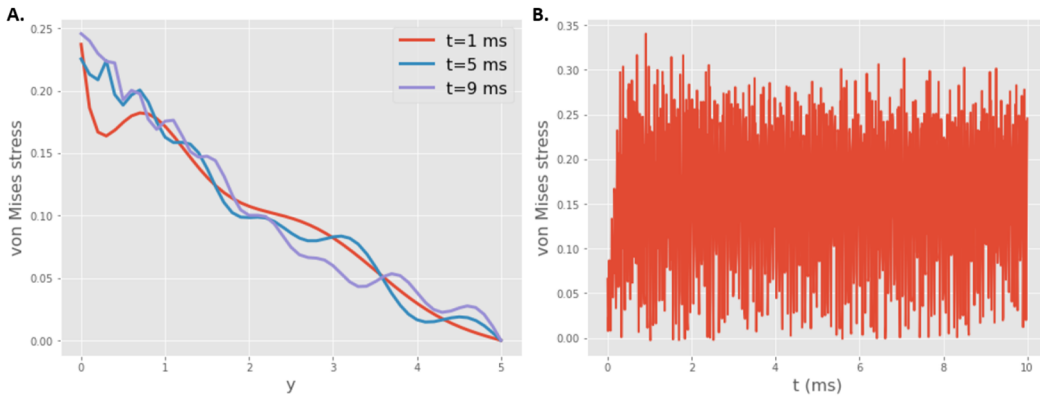 A.
0.25
0.20
0.15
0.10
0.05
0.00
von Mises stress
t=1 ms
t=5 ms
t=9 ms
0 1 2 3 4 5
y
B.
0.35
0.30
0.25
0.20
0.15
0.10
0.05
0.00
von Mises stress
0 2 4 6 8 10
t (ms)